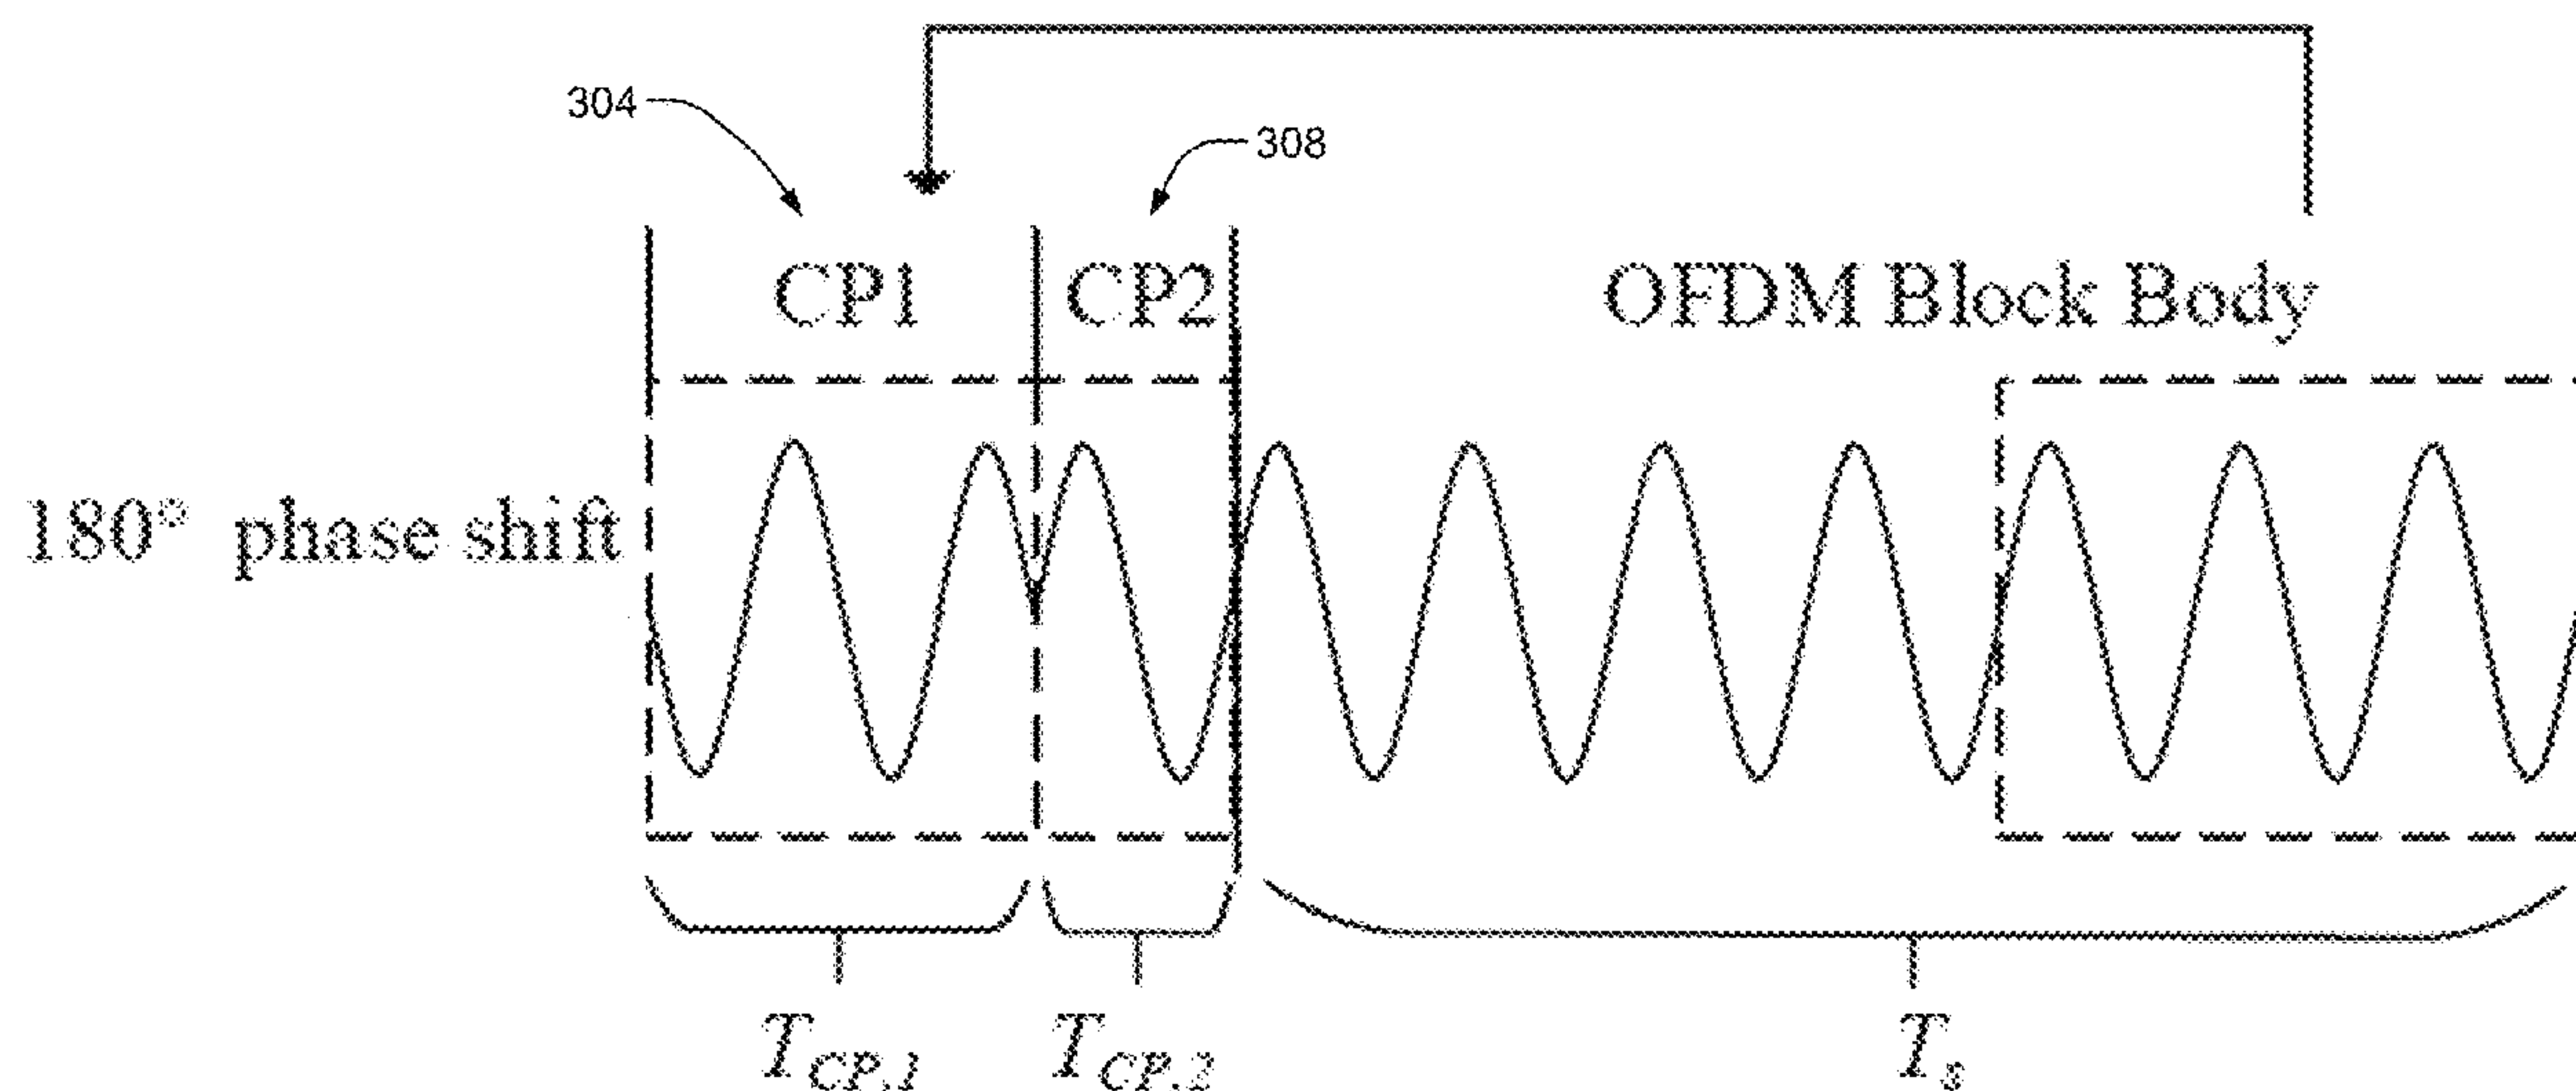 304
308
CP1 CP2 OFDM Block Body
180° phase shift
T_CP,1 T_CP,2 T_s